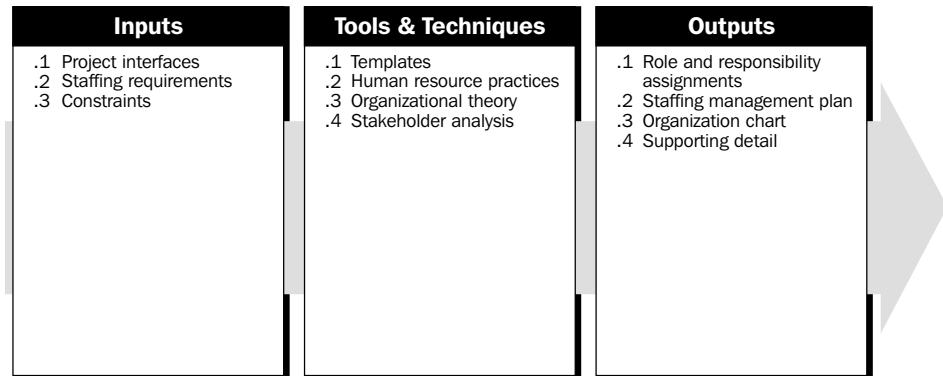 Inputs
.1 Project interfaces
.2 Staffing requirements
.3 Constraints
Tools & Techniques
.1 Templates
.2 Human resource practices
.3 Organizational theory
.4 Stakeholder analysis
Outputs
.1 Role and responsibility
assignments
.2 Staffing management plan
.3 Organization chart
.4 Supporting detail